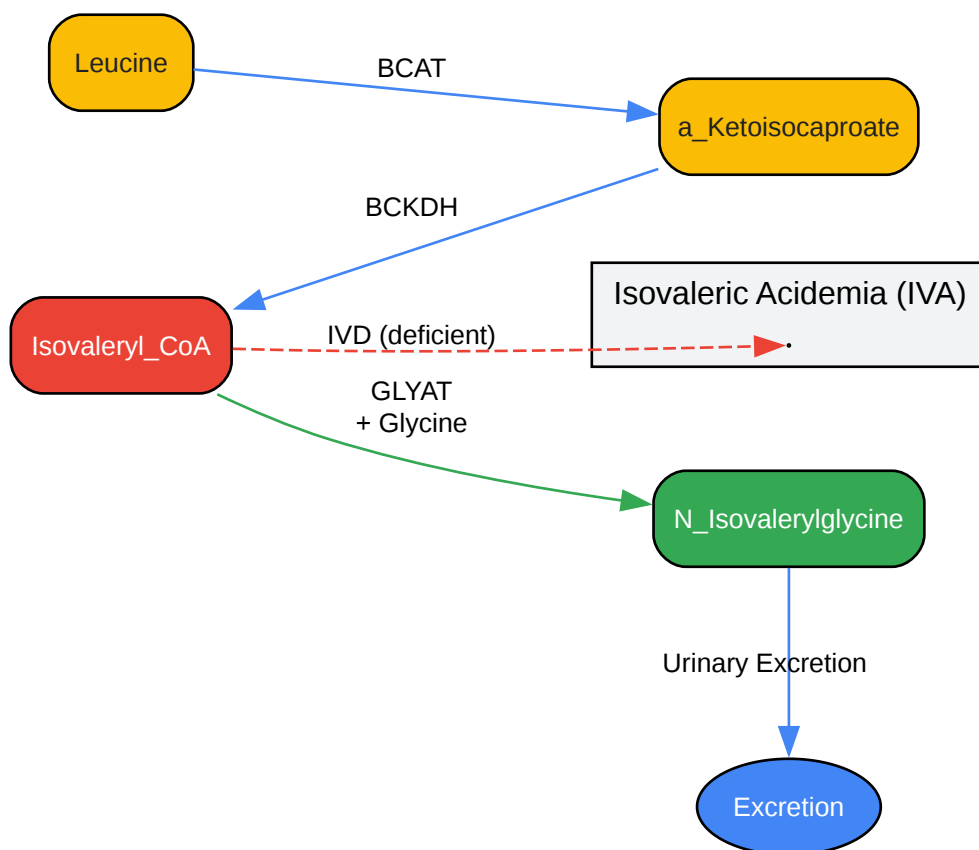 Leucine
BCAT
a_Ketoisocaproate
BCKDH
Isovaleric Acidemia (IVA)
Isovaleryl_CoA
IVD (deficient)
GLYAT
+ Glycine
N_Isovalerylglycine
Urinary Excretion
Excretion